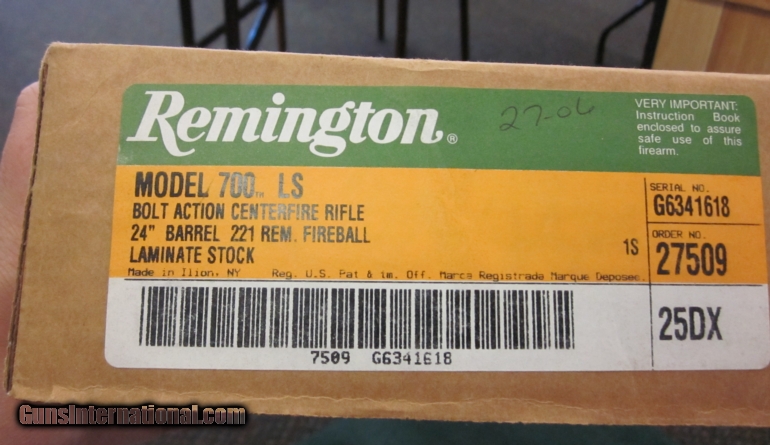 Remington®
27-06
VERY IMPORTANT:
Instruction Book
enclosed to assure
safe use of this
firearm.
MODEL 700™ LS
BOLT ACTION CENTERFIRE RIFLE
24" BARREL 221 REM. FIREBALL
LAMINATE STOCK
1S
Made in Ilion, NY Reg. U.S. Pat & tm. Off. Marca Registrada Marque Deposee.
SERIAL NO.
G6341618
ORDER NO.
27509
25DX
7509 G6341618
GunsInternational.com